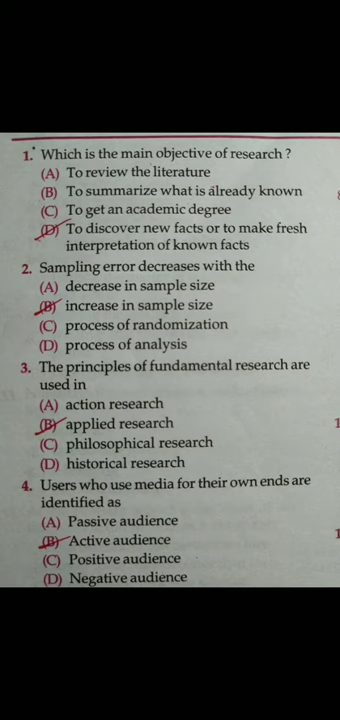 1. Which is the main objective of research ?
(A) To review the literature
(B) To summarize what is already known
(C) To get an academic degree
(D) To discover new facts or to make fresh
interpretation of known facts
2. Sampling error decreases with the
(A) decrease in sample size
(B) increase in sample size
(C) process of randomization
(D) process of analysis
3. The principles of fundamental research are
used in
(A) action research
(B) applied research
(C) philosophical research
(D) historical research
4. Users who use media for their own ends are
identified as
(A) Passive audience
(B) Active audience
(C) Positive audience
(D) Negative audience